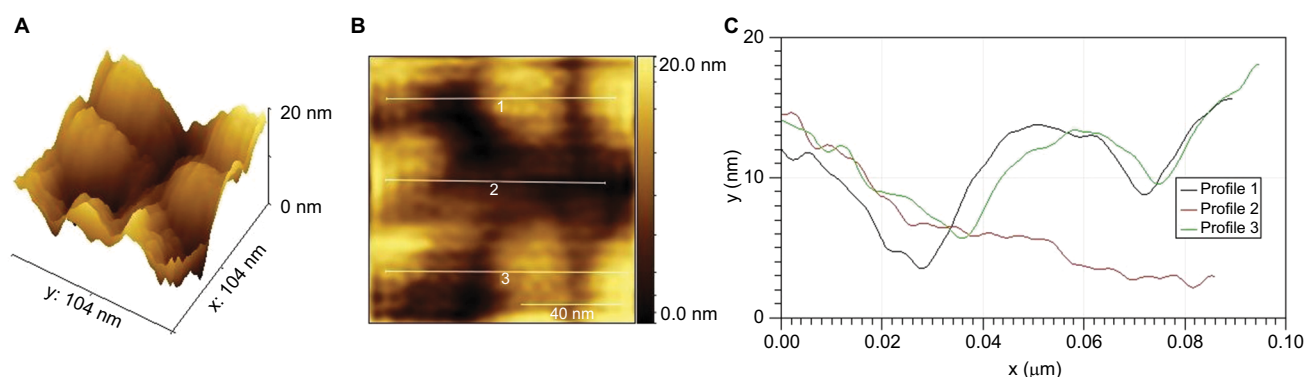 A
20 nm
0 nm
y: 104 nm
x: 104 nm
B
20.0 nm
1
2
3
40 nm
0.0 nm
C
20
15
10
5
0
y (nm)
0.00
0.02
0.04
0.06
0.08
0.10
x (μm)
Profile 1
Profile 2
Profile 3